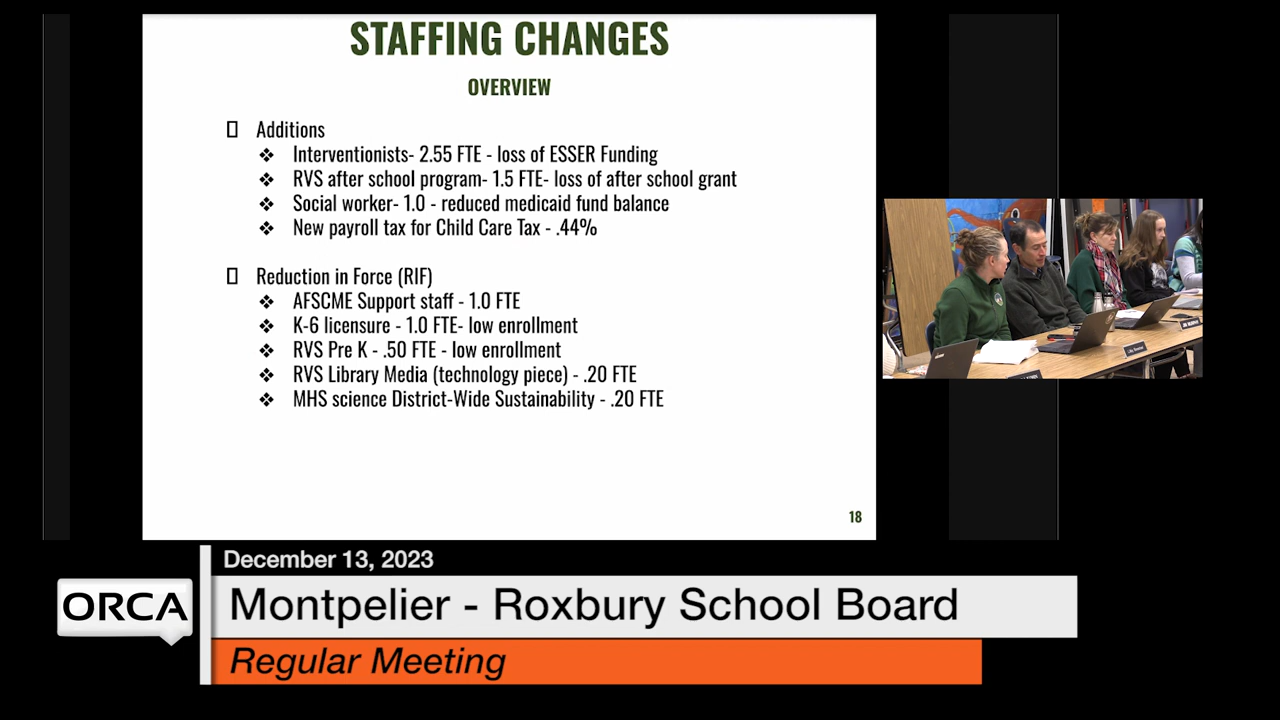 STAFFING CHANGES
OVERVIEW
Additions
❖ Interventionists- 2.55 FTE - loss of ESSER Funding
❖ RVS after school program- 1.5 FTE- loss of after school grant
❖ Social worker- 1.0 - reduced medicaid fund balance
❖ New payroll tax for Child Care Tax - .44%
Reduction in Force (RIF)
❖ AFSCME Support staff - 1.0 FTE
❖ K-6 licensure - 1.0 FTE- low enrollment
❖ RVS Pre K - .50 FTE - low enrollment
❖ RVS Library Media (technology piece) - .20 FTE
❖ MHS science District-Wide Sustainability - .20 FTE
18
December 13, 2023
ORCA
Montpelier - Roxbury School Board
Regular Meeting